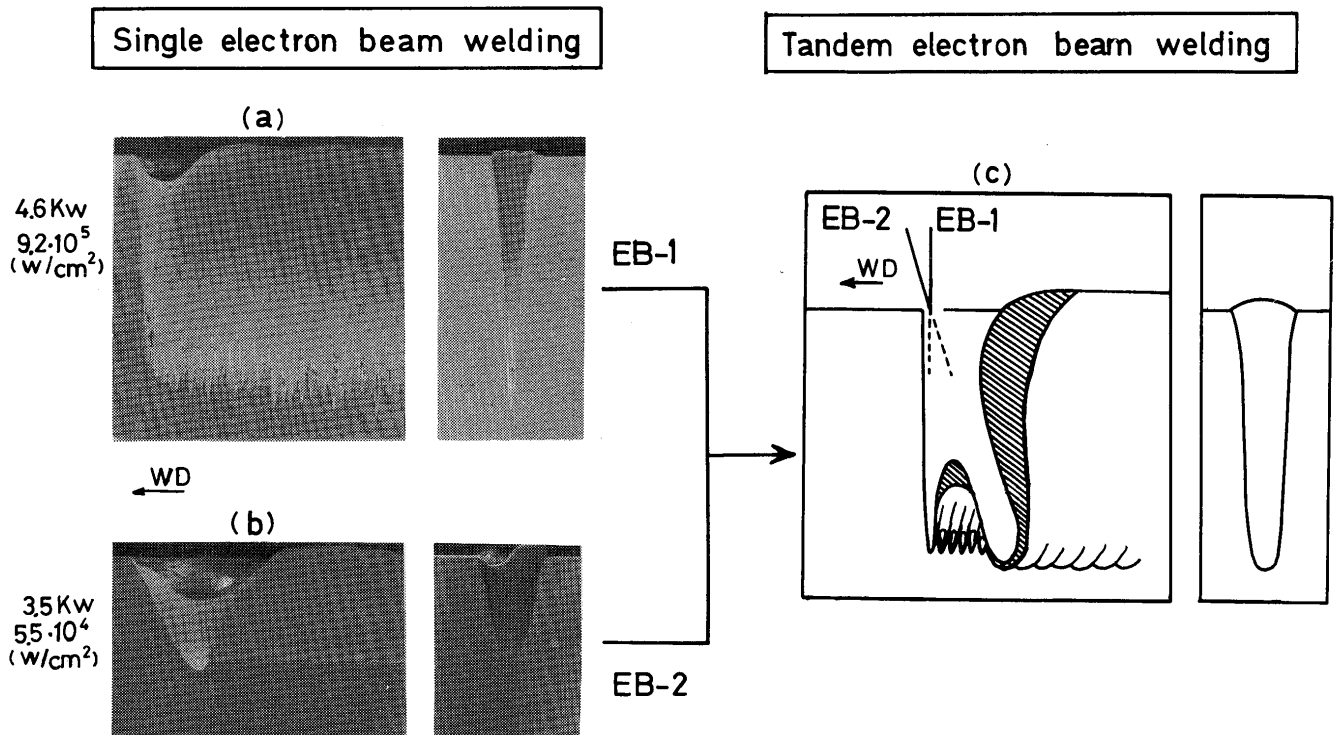 Single electron beam welding
Tandem electron beam welding
(a)
4.6 Kw
9.2·10⁵
(W/cm²)
EB-1
WD
(b)
3.5 Kw
5.5·10⁴
(W/cm²)
EB-2
(c)
EB-2
EB-1
WD